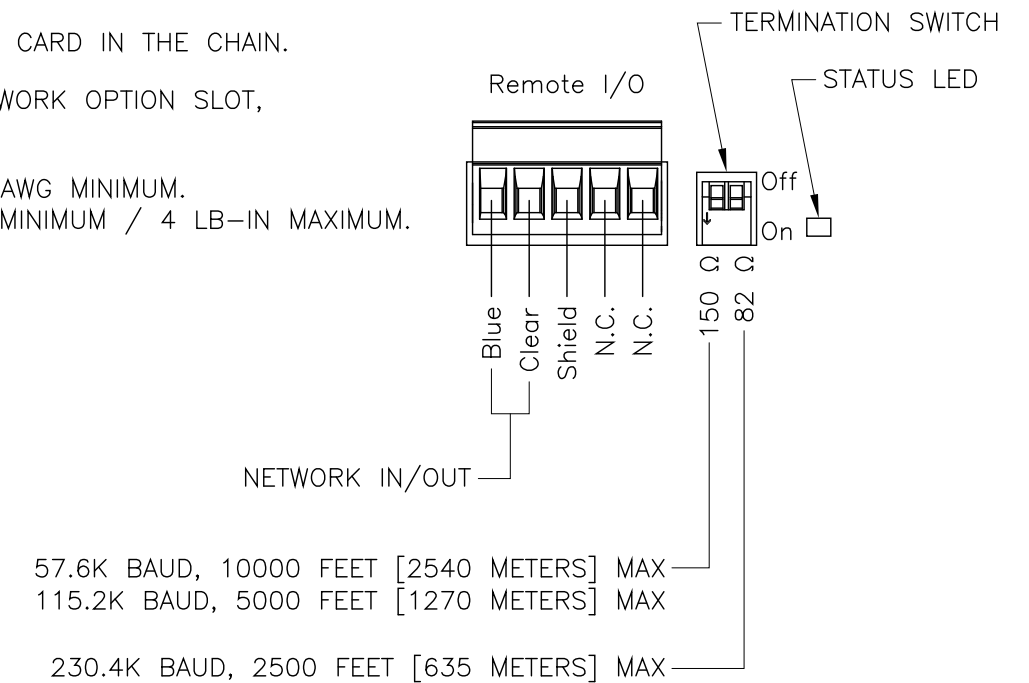 CARD IN THE CHAIN.
WORK OPTION SLOT,
AWG MINIMUM.
MINIMUM / 4 LB-IN MAXIMUM.
TERMINATION SWITCH
STATUS LED
Remote I/O
Off
On
150 Ω
82 Ω
Blue
Clear
Shield
N.C.
N.C.
NETWORK IN/OUT
57.6K BAUD, 10000 FEET [2540 METERS] MAX
115.2K BAUD, 5000 FEET [1270 METERS] MAX
230.4K BAUD, 2500 FEET [635 METERS] MAX